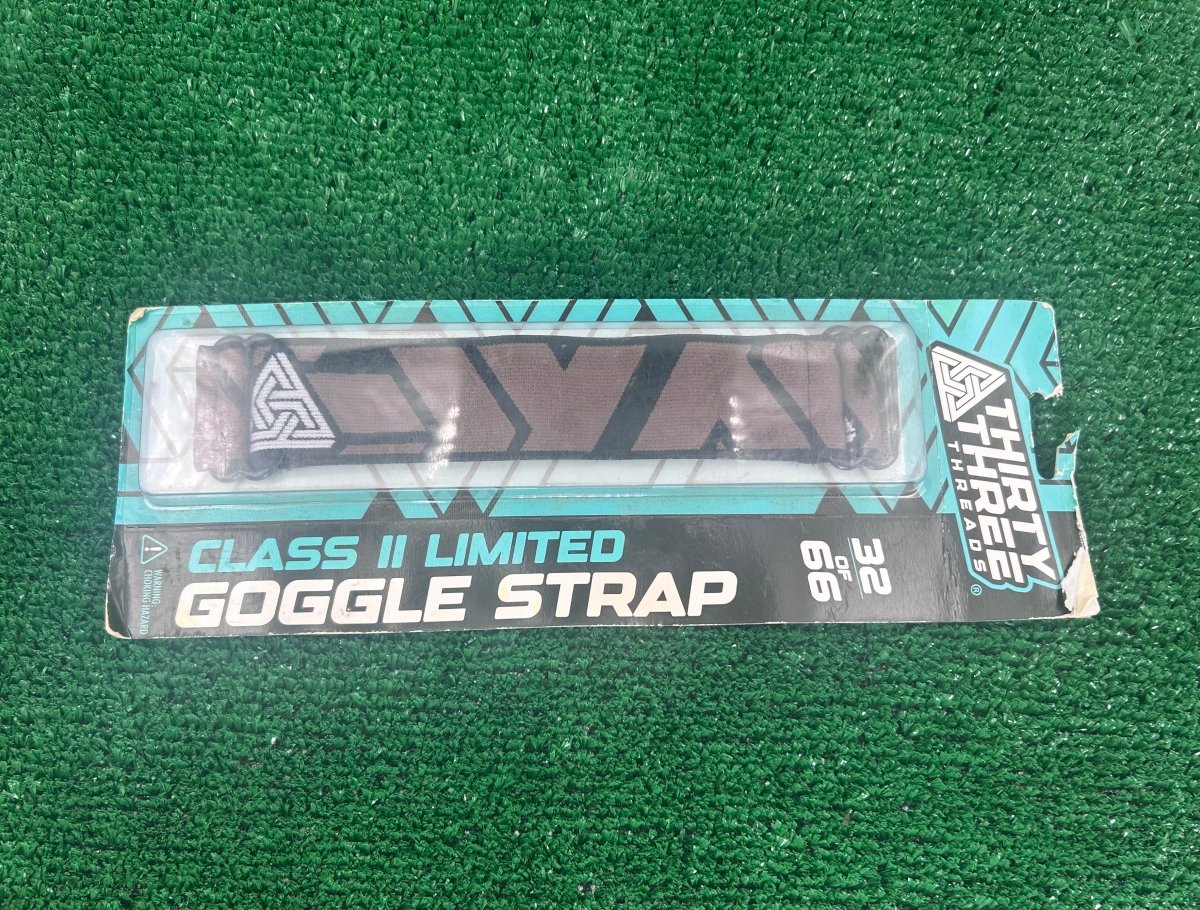 CLASS II LIMITED
GOGGLE STRAP
WARNING
CHOKING HAZARD
32
OF
66
THIRTY
THREE
THREADS
®